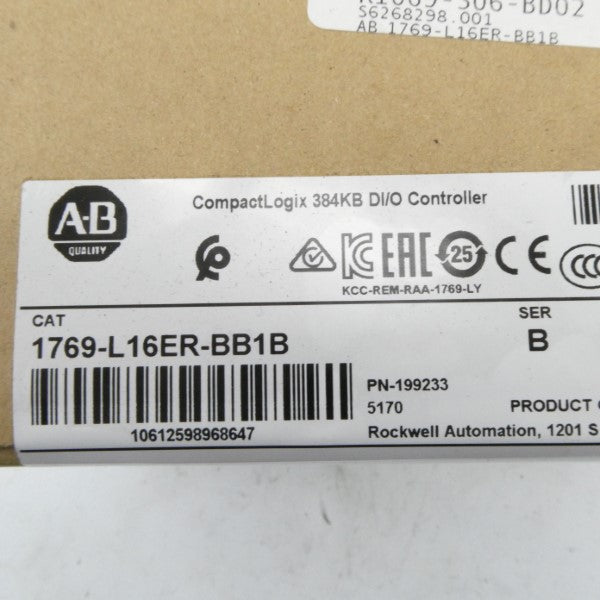 S6268298.001
AB 1769-L16ER-BB1B
A-B
QUALITY
CompactLogix 384KB DI/O Controller
EAC 25 CE CCC
KCC-REM-RAA-1769-LY
CAT
1769-L16ER-BB1B
SER
B
PN-199233
5170
PRODUCT
10612598968647
Rockwell Automation, 1201 S